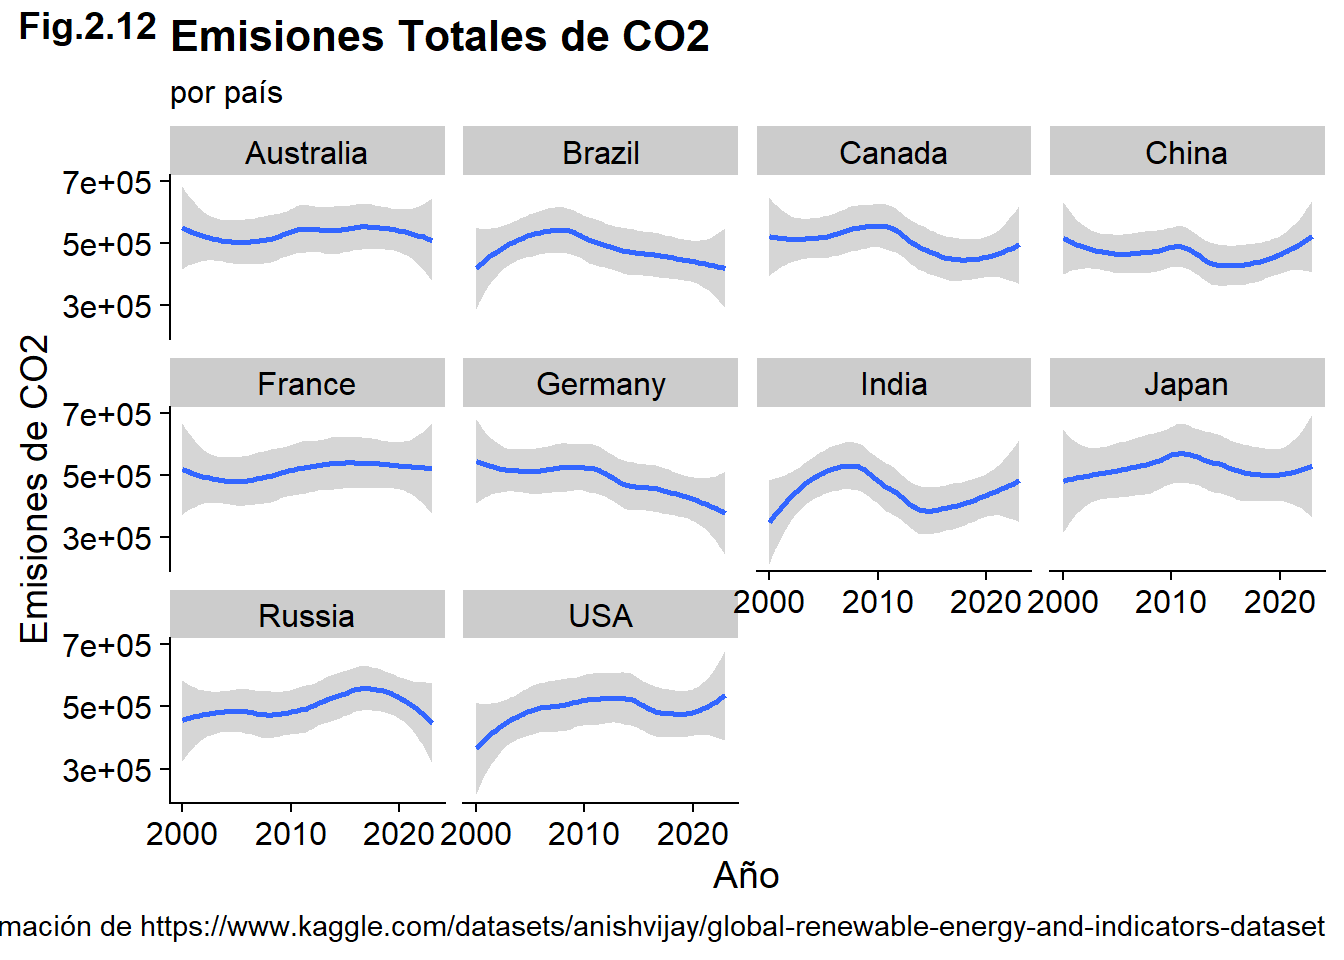 Fig.2.12
Emisiones Totales de CO2
por país
Australia Brazil Canada China
7e+05
5e+05
3e+05
France Germany India Japan
7e+05
5e+05
3e+05
2000 2010 2020 2000 2010 2020
Russia USA
7e+05
5e+05
3e+05
2000 2010 2020 2000 2010 2020
Emisiones de CO2
Año
mación de https://www.kaggle.com/datasets/anishvijay/global-renewable-energy-and-indicators-dataset